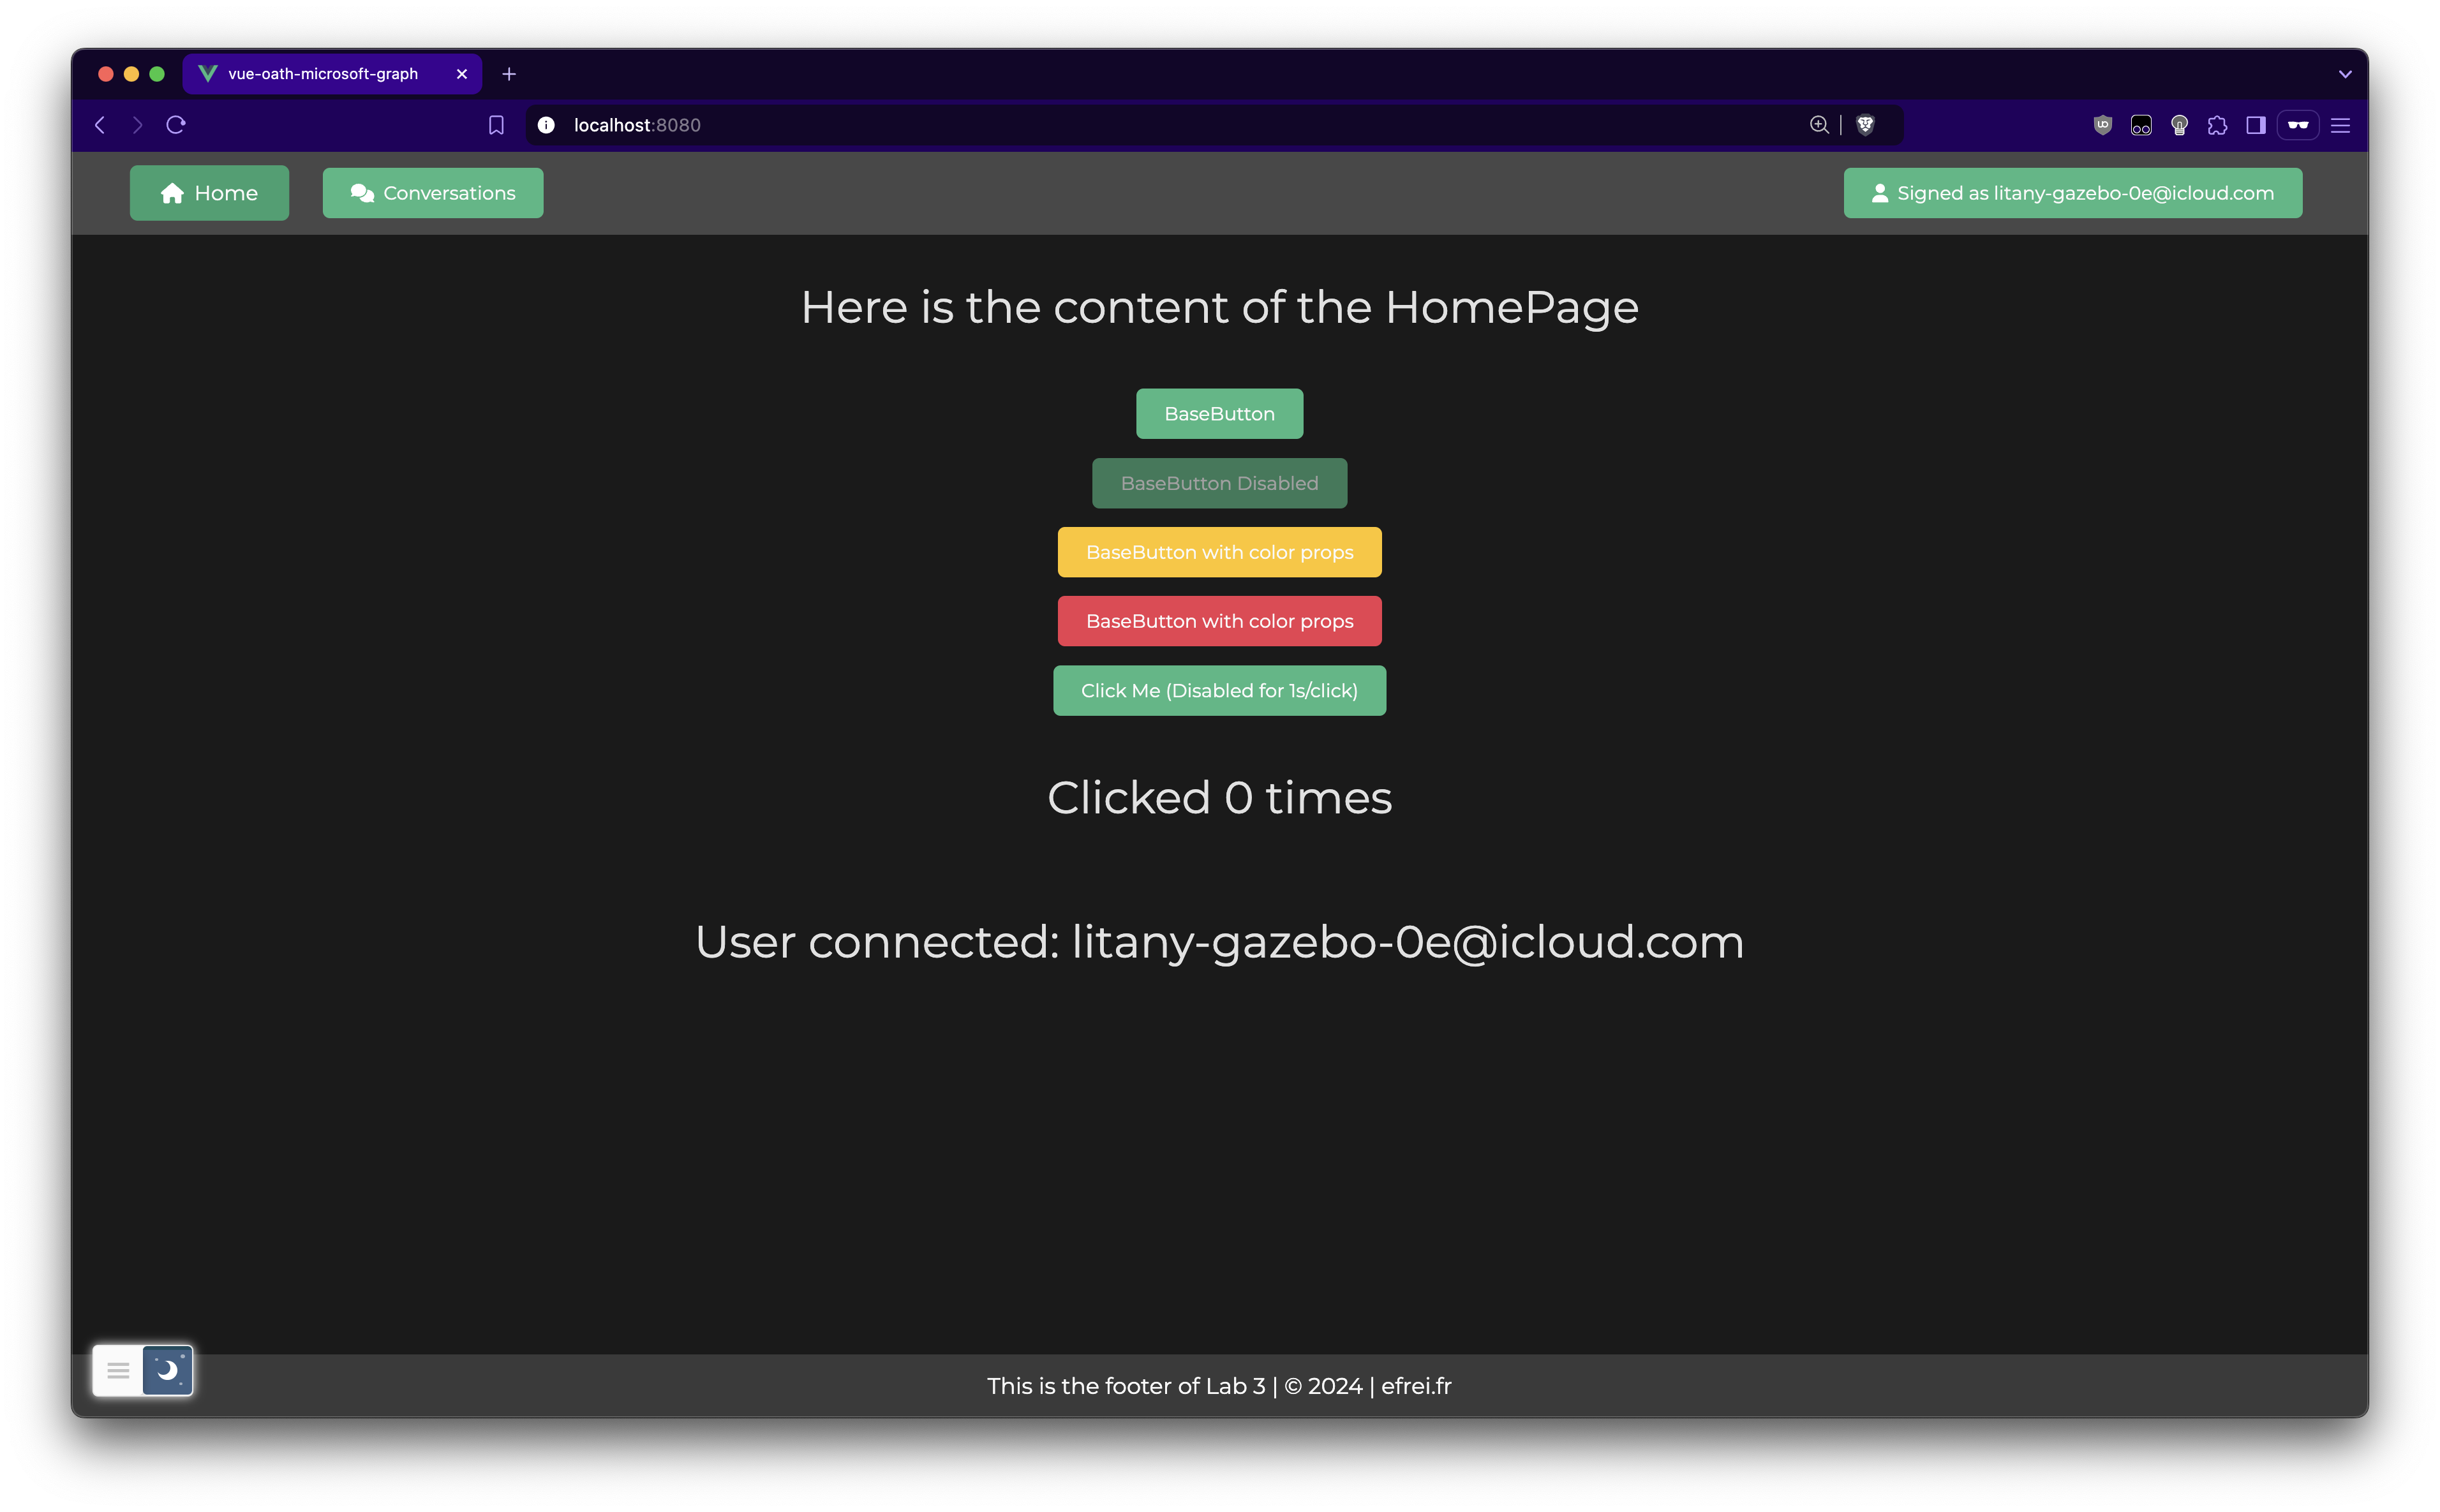 vue-oath-microsoft-graph
localhost:8080
Home
Conversations
Signed as litany-gazebo-0e@icloud.com
Here is the content of the HomePage
BaseButton
BaseButton Disabled
BaseButton with color props
BaseButton with color props
Click Me (Disabled for 1s/click)
Clicked 0 times
User connected: litany-gazebo-0e@icloud.com
This is the footer of Lab 3 | © 2024 | efrei.fr